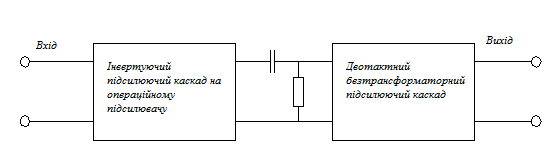 Вхід
Інвертуючий
підсилюючий каскад на
операційному
підсилювачу
Двотактний
безтрансформаторний
підсилюючий каскад
Вихід